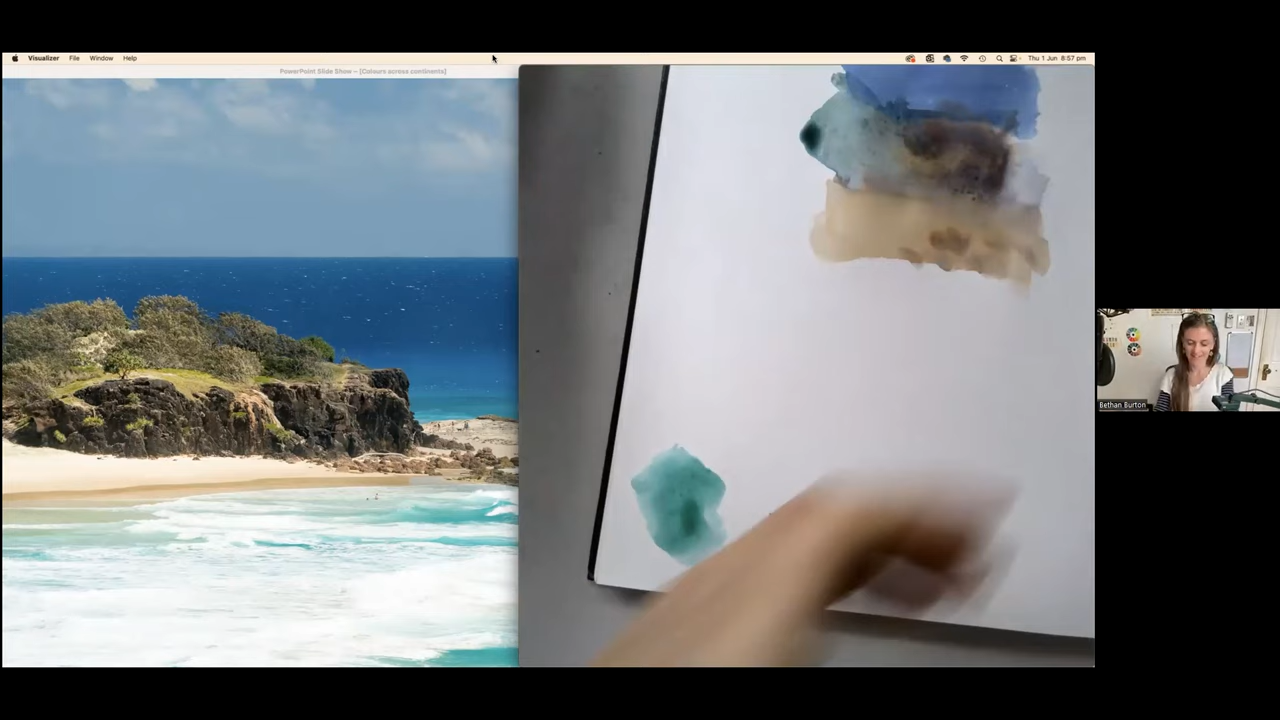 Visualizer File Window Help
Thu 1 Jun 8:57 pm
PowerPoint Slide Show – [Colours across continents]
Bethan Burton